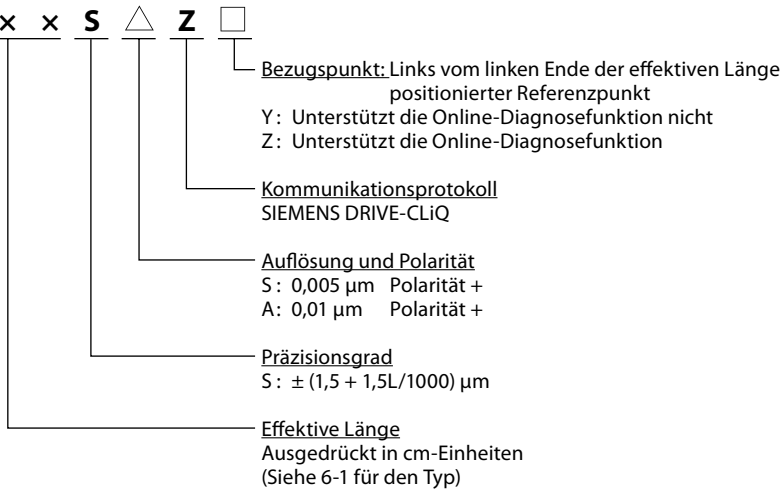 × × S △ Z □
Bezugspunkt: Links vom linken Ende der effektiven Länge
positionierter Referenzpunkt
Y: Unterstützt die Online-Diagnosefunktion nicht
Z: Unterstützt die Online-Diagnosefunktion
Kommunikationsprotokoll
SIEMENS DRIVE-CLiQ
Auflösung und Polarität
S: 0,005 µm Polarität +
A: 0,01 µm Polarität +
Präzisionsgrad
S: ± (1,5 + 1,5L/1000) µm
Effektive Länge
Ausgedrückt in cm-Einheiten
(Siehe 6-1 für den Typ)